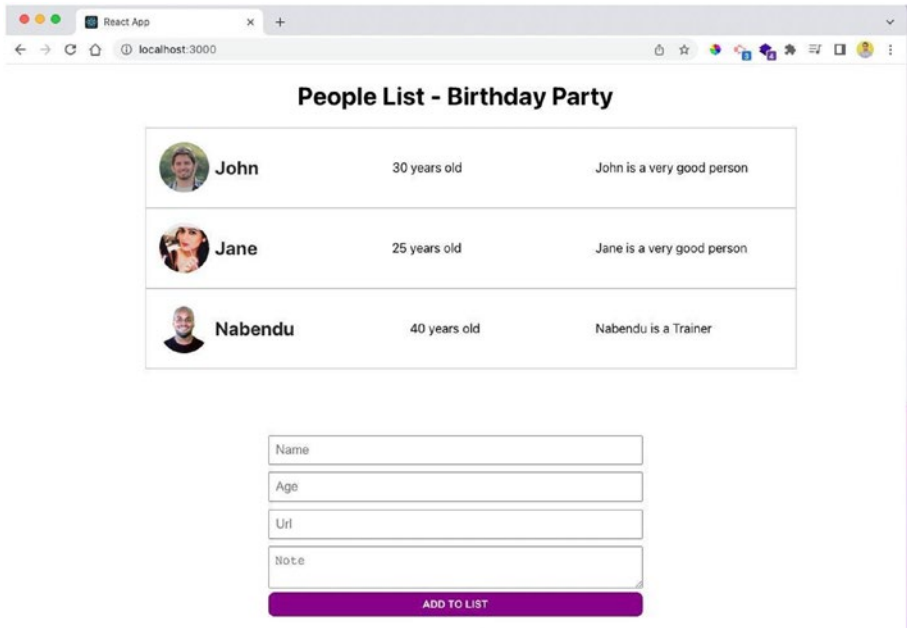 React App
localhost:3000
3
4
People List - Birthday Party
John 30 years old John is a very good person
Jane 25 years old Jane is a very good person
Nabendu 40 years old Nabendu is a Trainer
Name
Age
Url
Note
ADD TO LIST